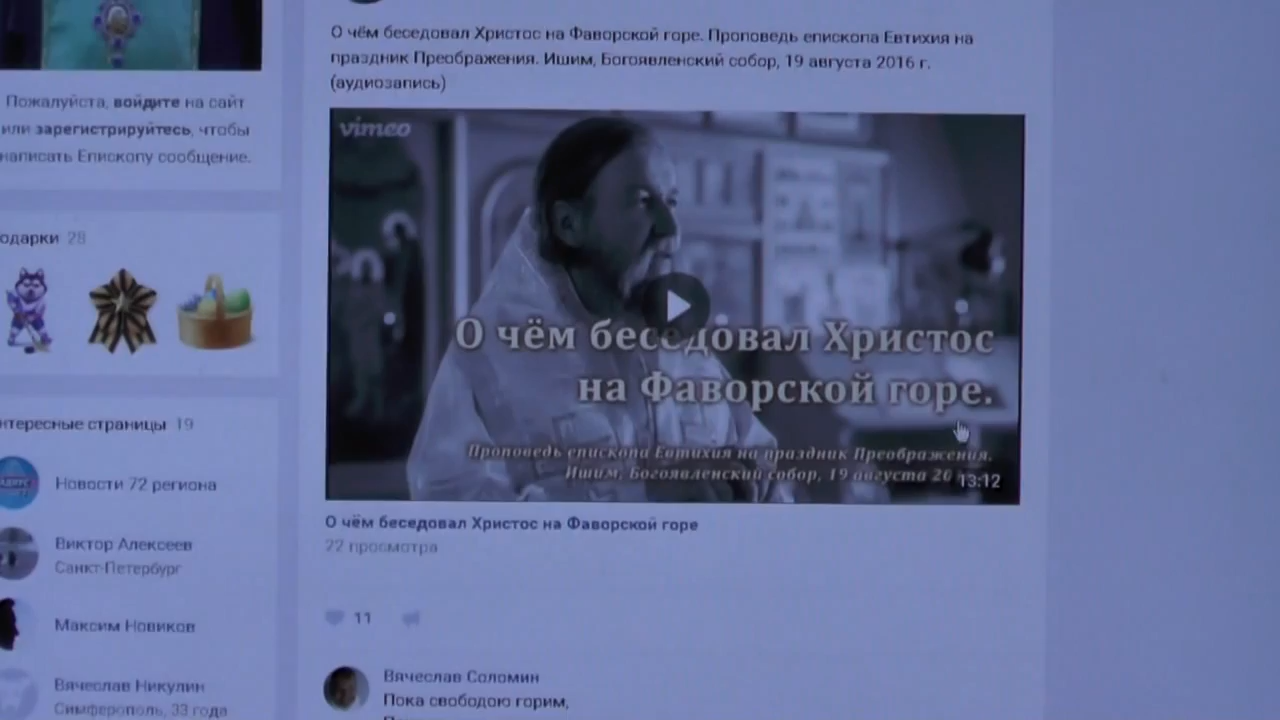 Пожалуйста, войдите на сайт
или зарегистрируйтесь, чтобы
написать Епископу сообщение.
одарки 28
нтересные страницы 19
Новости 72 региона
Виктор Алексеев
Санкт-Петербург
Максим Новиков
Вячеслав Никулин
Симферополь, 33 года
О чём беседовал Христос на Фаворской горе. Проповедь епископа Евтихия на
праздник Преображения. Ишим, Богоявленский собор, 19 августа 2016 г.
(аудиозапись)
vimeo
О чём беседовал Христос
на Фаворской горе.
Проповедь епископа Евтихия на праздник Преображения.
Ишим, Богоявленский собор, 19 августа 20
13:12
О чём беседовал Христос на Фаворской горе
22 просмотра
11
Вячеслав Соломин
Пока свободою горим,